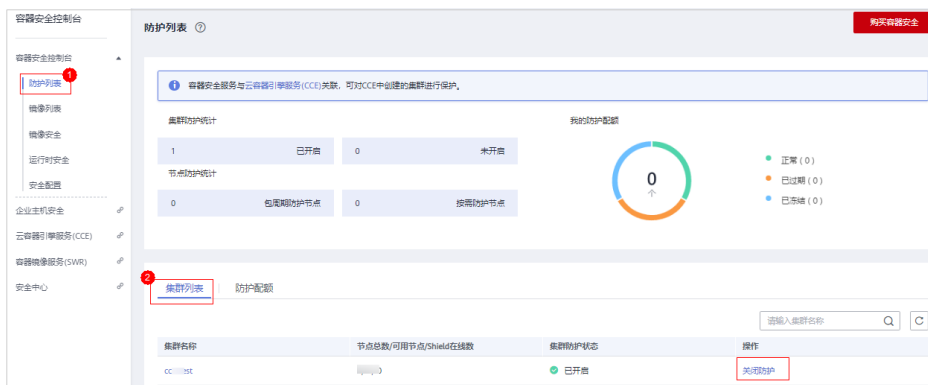 容器安全控制台
防护列表
购买容器安全
容器安全控制台
1
防护列表
镜像列表
镜像安全
运行时安全
安全配置
企业主机安全
云容器引擎服务(CCE)
容器镜像服务(SWR)
安全中心
容器安全服务与云容器引擎服务(CCE)关联，可对CCE中创建的集群进行保护。
集群防护统计
1 已开启 0 未开启
节点防护统计
0 包周期防护节点 0 按需防护节点
我的防护配额
0
个
正常 ( 0 )
已过期 ( 0 )
已冻结 ( 0 )
2
集群列表 防护配额
请输入集群名称
集群名称 节点总数/可用节点/Shield在线数 集群防护状态 操作
已开启 关闭防护